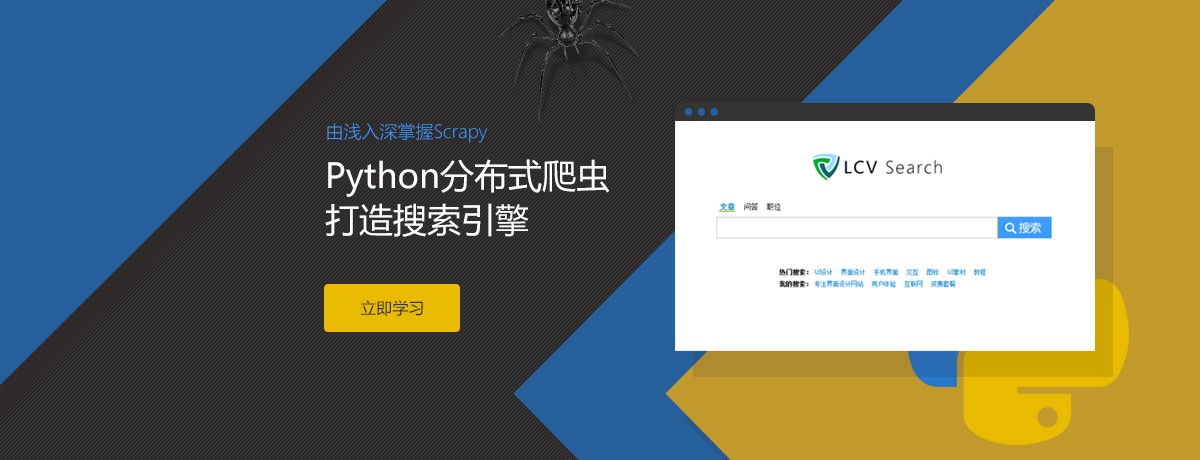 由浅入深掌握Scrapy
Python分布式爬虫
打造搜索引擎
立即学习
LCV Search
文章 问答 职位
搜索
热门搜索： UI设计 界面设计 手机界面 交互 图标 UI素材 教程
我的搜索： 专注界面设计网站 用户体验 互联网 资费套餐